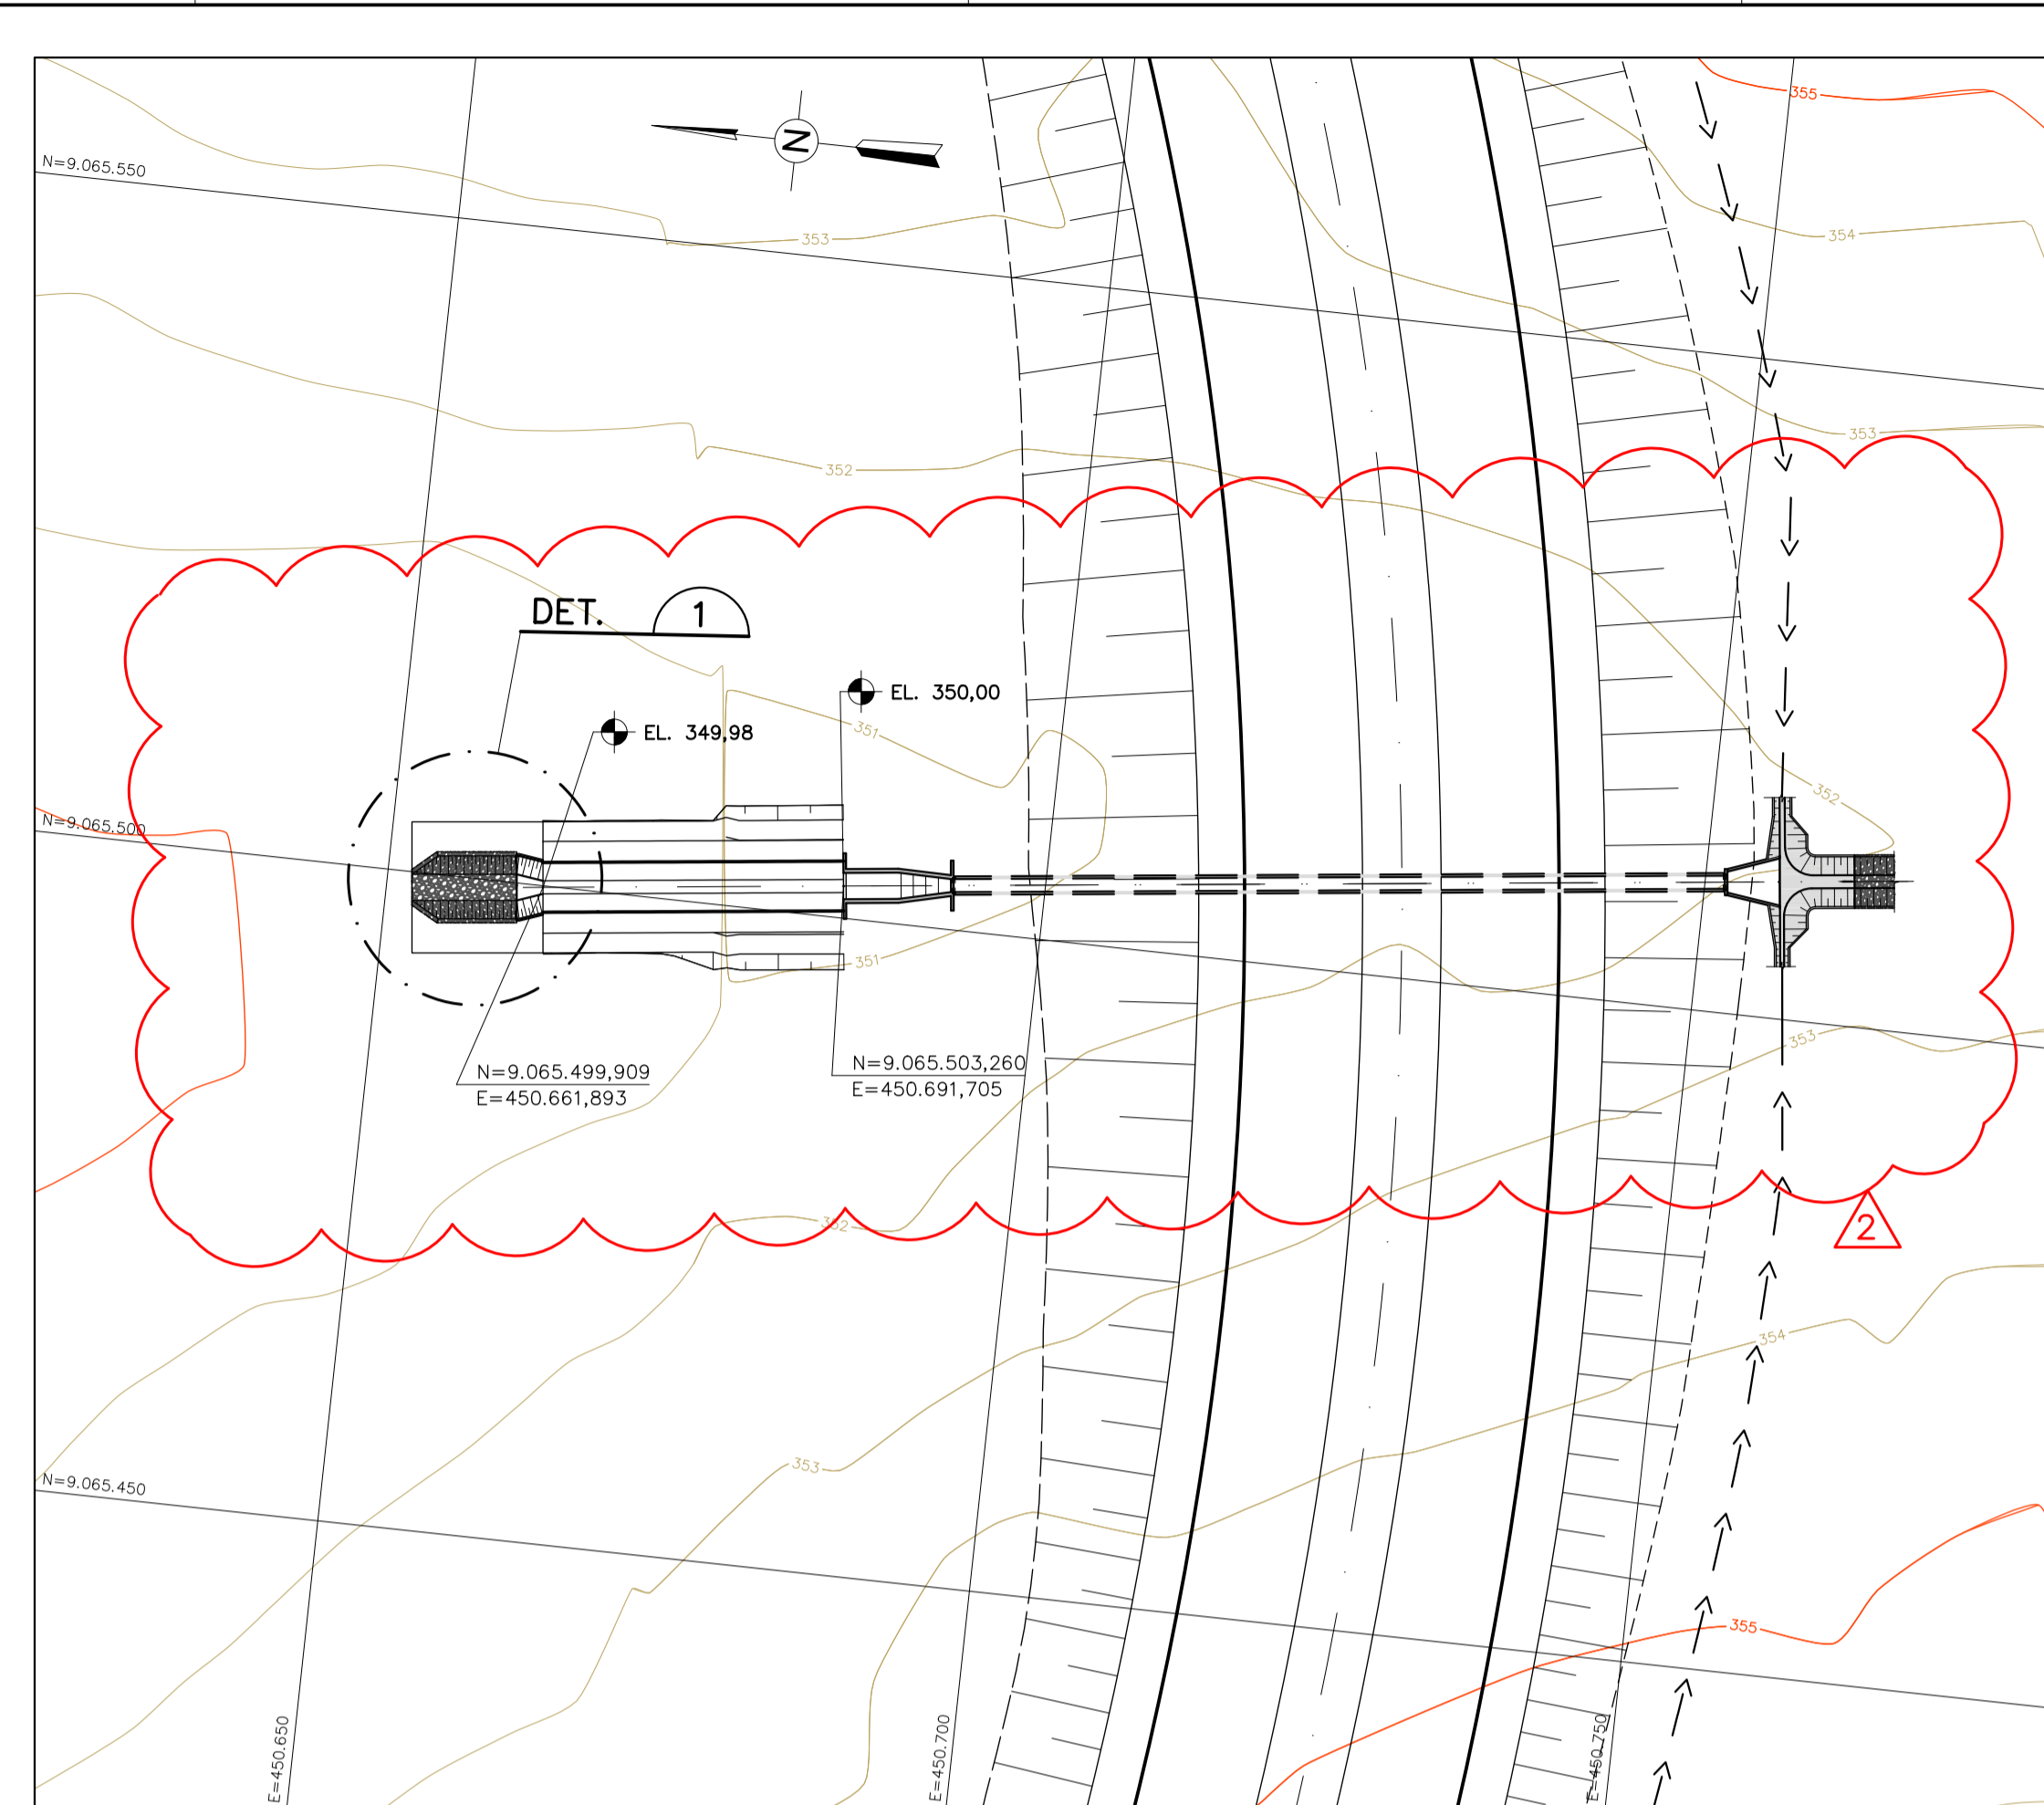 355
N
N=9.065.550
354
353
353
352
DET. 1
EL. 350,00
EL. 349,98
351
352
N=9.065.500
351
353
N=9.065.503,260
E=450.691,705
N=9.065.499,909
E=450.661,893
352
2
354
353
N=9.065.450
355
E=450.650
E=450.700
E=450.750